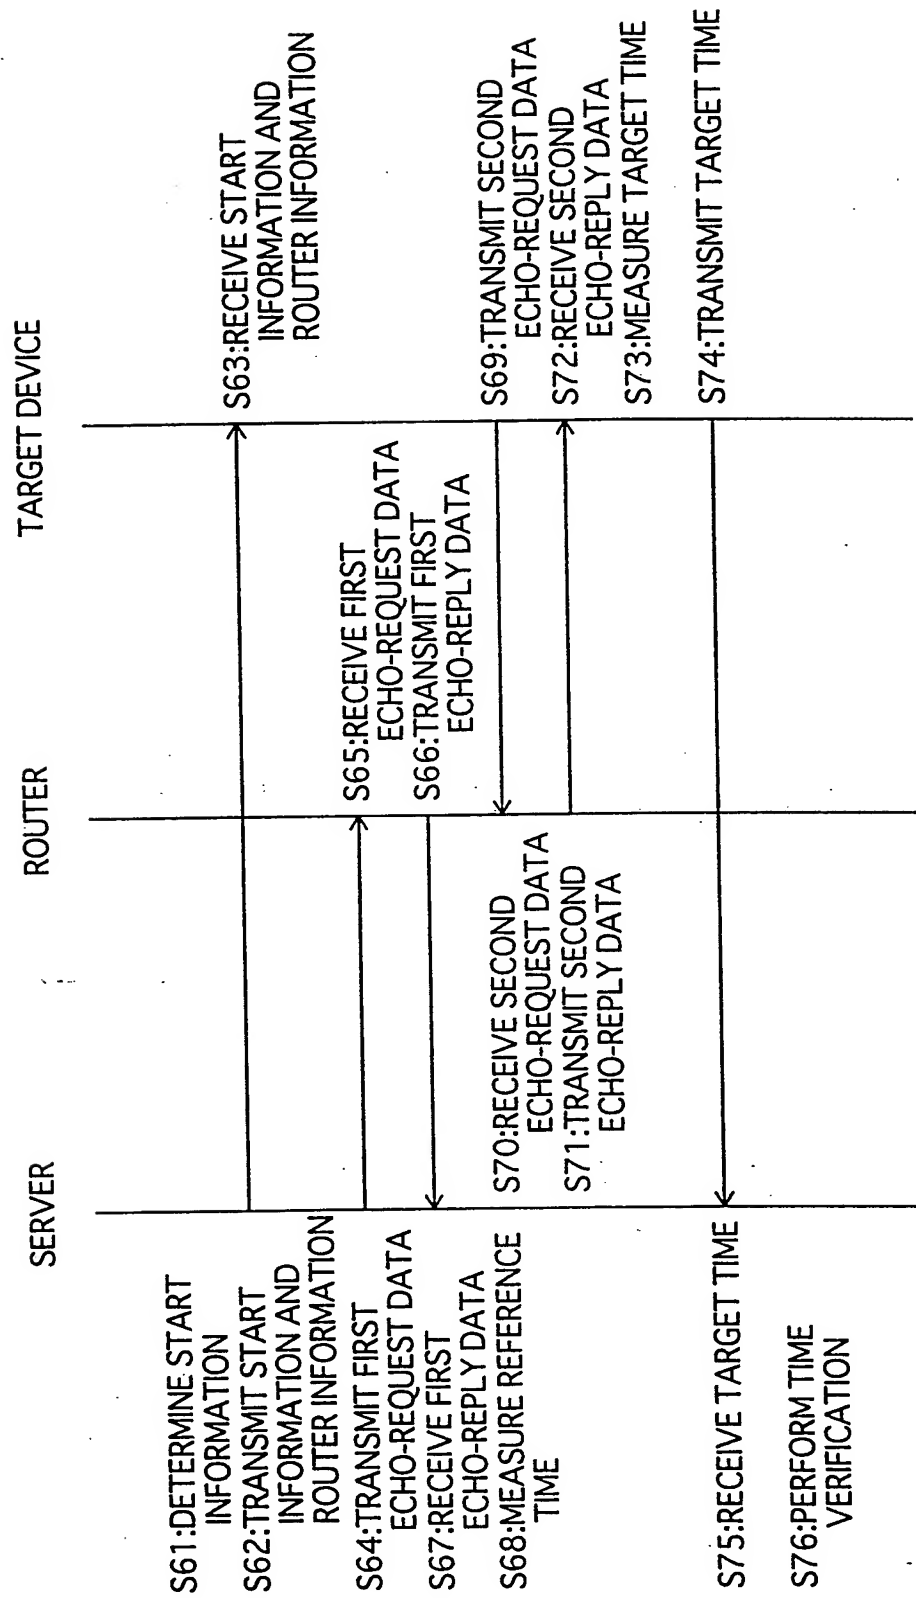 SERVER
ROUTER
TARGET DEVICE
S61:DETERMINE START
INFORMATION
S62:TRANSMIT START
INFORMATION AND
ROUTER INFORMATION
S63:RECEIVE START
INFORMATION AND
ROUTER INFORMATION
S64:TRANSMIT FIRST
ECHO-REQUEST DATA
S65:RECEIVE FIRST
ECHO-REQUEST DATA
S66:TRANSMIT FIRST
ECHO-REPLY DATA
S67:RECEIVE FIRST
ECHO-REPLY DATA
S68:MEASURE REFERENCE
TIME
S69:TRANSMIT SECOND
ECHO-REQUEST DATA
S70:RECEIVE SECOND
ECHO-REQUEST DATA
S71:TRANSMIT SECOND
ECHO-REPLY DATA
S72:RECEIVE SECOND
ECHO-REPLY DATA
S73:MEASURE TARGET TIME
S74:TRANSMIT TARGET TIME
S75:RECEIVE TARGET TIME
S76:PERFORM TIME
VERIFICATION